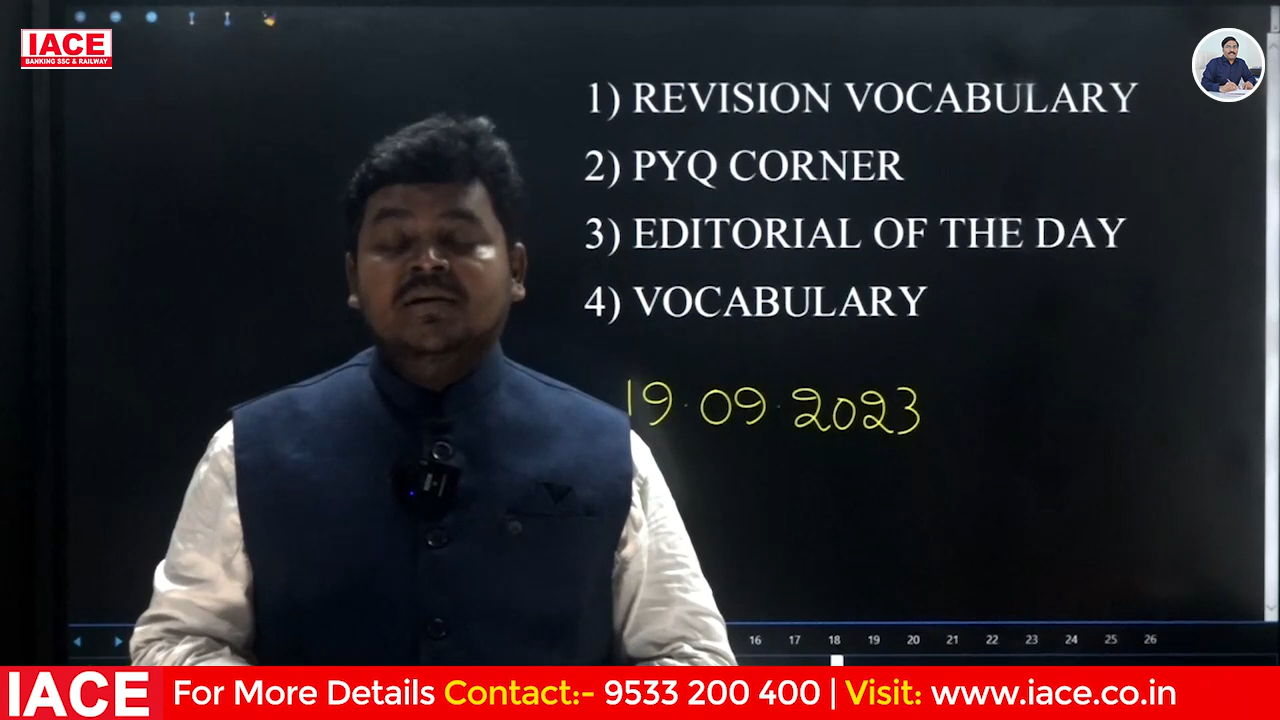 IACE
BANKING SSC & RAILWAY
1) REVISION VOCABULARY
2) PYQ CORNER
3) EDITORIAL OF THE DAY
4) VOCABULARY
19.09.2023
16 17 18 19 20 21 22 23 24 25 26
IACE For More Details Contact:- 9533 200 400 | Visit: www.iace.co.in